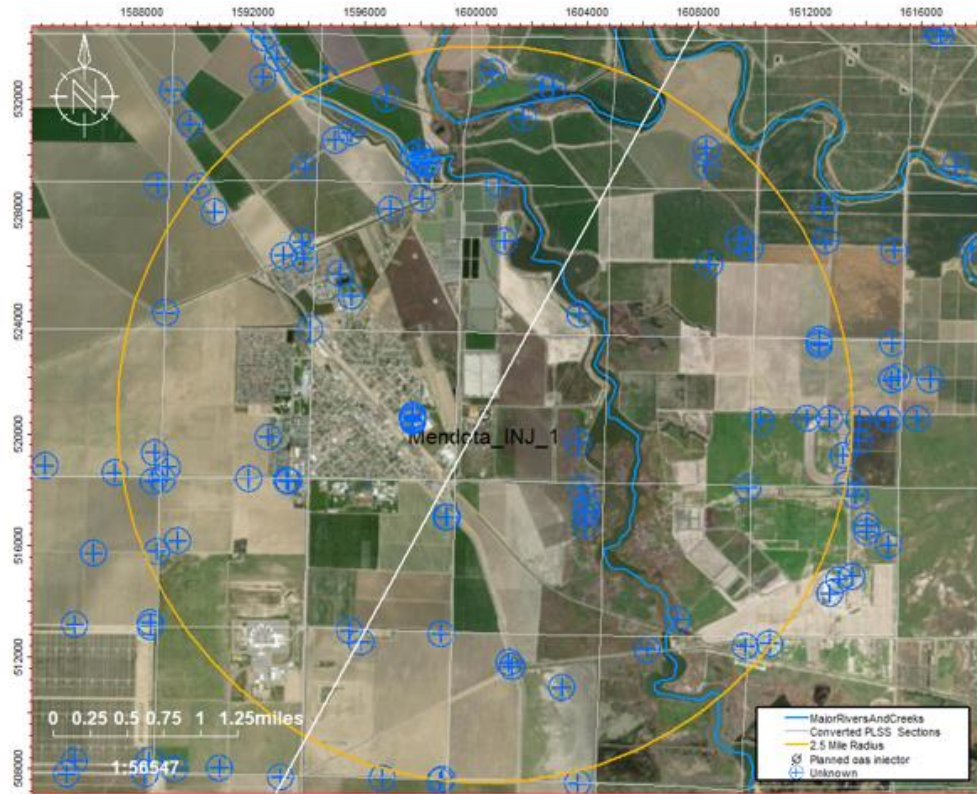 1588000 1592000 1596000 1600000 1604000 1608000 1612000 1616000
532000
528000
524000
520000
516000
512000
508000
N
Mendota_INJ_1
0 0.25 0.5 0.75 1 1.25miles
1:56547
MajorRiversAndCreeks
Converted PLSS Sections
2.5 Mile Radius
Planned gas injector
Unknown